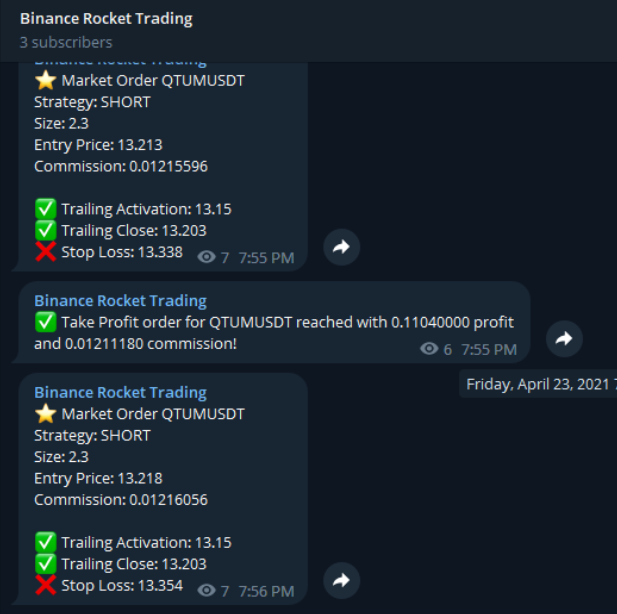 Binance Rocket Trading
3 subscribers
Binance Rocket Trading
Market Order QTUMUSDT
Strategy: SHORT
Size: 2.3
Entry Price: 13.213
Commission: 0.01215596
Trailing Activation: 13.15
Trailing Close: 13.203
Stop Loss: 13.338 7 7:55 PM
Binance Rocket Trading
Take Profit order for QTUMUSDT reached with 0.11040000 profit
and 0.01211180 commission!
6 7:55 PM
Friday, April 23, 2021 7
Binance Rocket Trading
Market Order QTUMUSDT
Strategy: SHORT
Size: 2.3
Entry Price: 13.218
Commission: 0.01216056
Trailing Activation: 13.15
Trailing Close: 13.203
Stop Loss: 13.354 7 7:56 PM